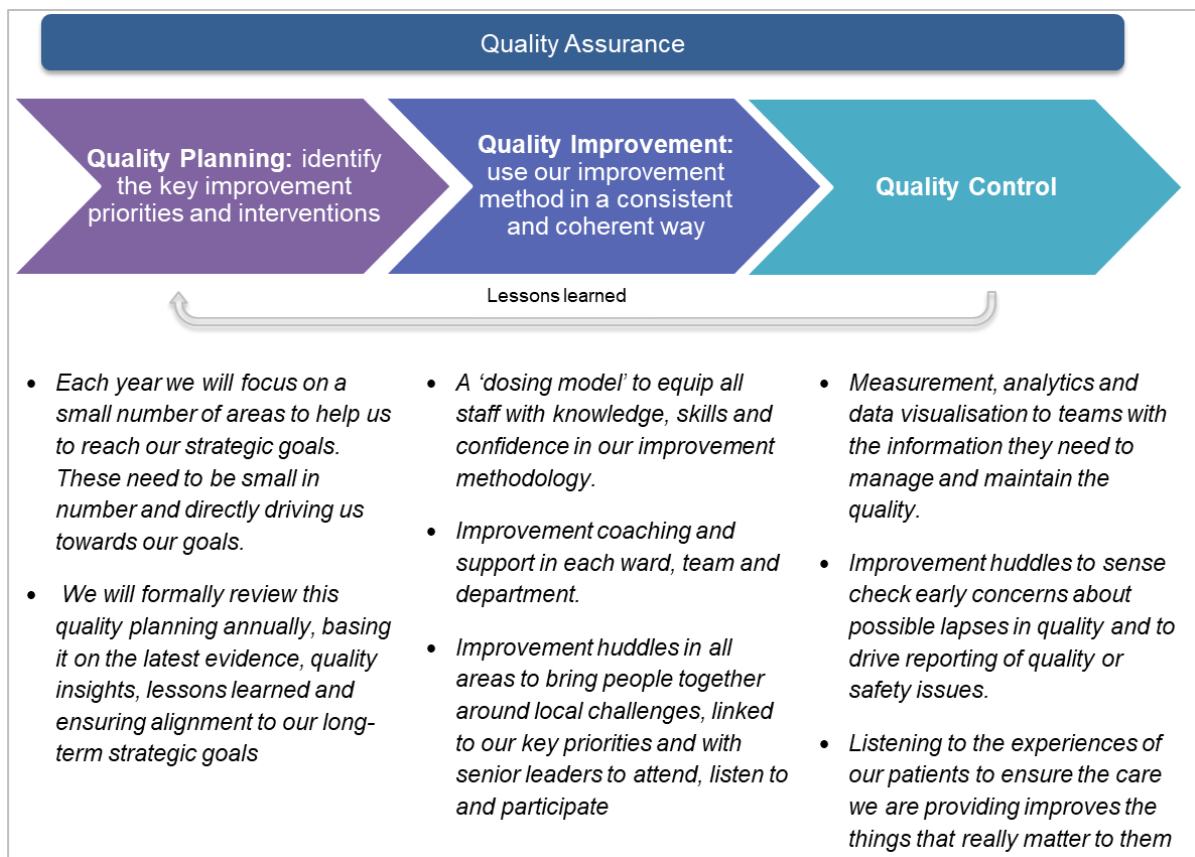 Quality Assurance
Quality Planning: identify
the key improvement
priorities and interventions
Quality Improvement:
use our improvement
method in a consistent
and coherent way
Quality Control
Lessons learned
• Each year we will focus on a
small number of areas to help us
to reach our strategic goals.
These need to be small in
number and directly driving us
towards our goals.
• We will formally review this
quality planning annually, basing
it on the latest evidence, quality
insights, lessons learned and
ensuring alignment to our long-
term strategic goals
• A ‘dosing model’ to equip all
staff with knowledge, skills and
confidence in our improvement
methodology.
• Improvement coaching and
support in each ward, team and
department.
• Improvement huddles in all
areas to bring people together
around local challenges, linked
to our key priorities and with
senior leaders to attend, listen to
and participate
• Measurement, analytics and
data visualisation to teams with
the information they need to
manage and maintain the
quality.
• Improvement huddles to sense
check early concerns about
possible lapses in quality and to
drive reporting of quality or
safety issues.
• Listening to the experiences of
our patients to ensure the care
we are providing improves the
things that really matter to them